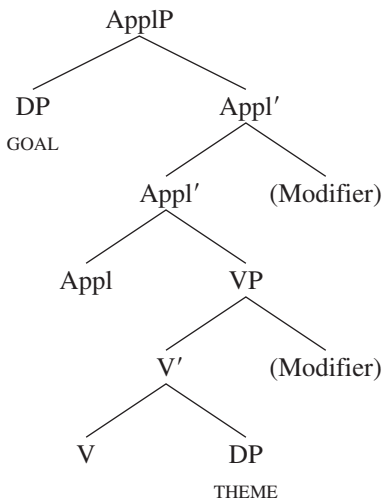 ApplP
DP Appl′
GOAL
Appl′ (Modifier)
Appl VP
V′ (Modifier)
V DP
THEME